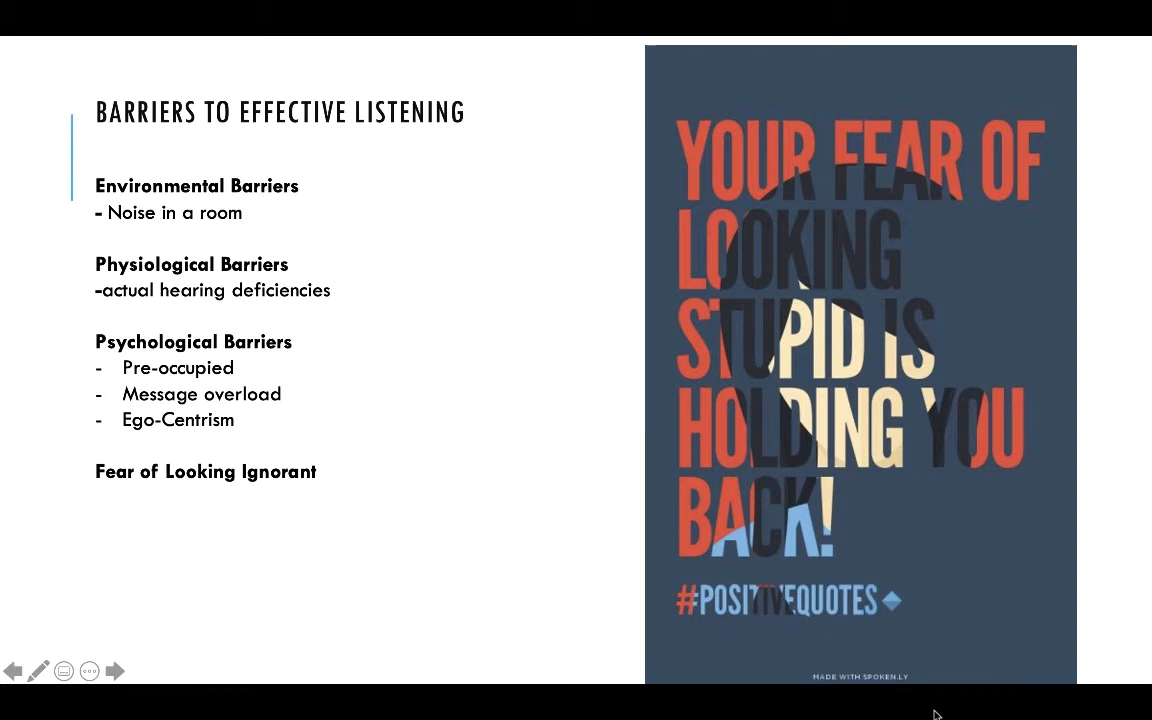 BARRIERS TO EFFECTIVE LISTENING
Environmental Barriers
- Noise in a room
Physiological Barriers
-actual hearing deficiencies
Psychological Barriers
- Pre-occupied
- Message overload
- Ego-Centrism
Fear of Looking Ignorant
YOUR FEAR OF
LOOKING
STUPID IS
HOLDING YOU
BACK!
#POSITIVEQUOTES
MADE WITH SPOKEN.LY